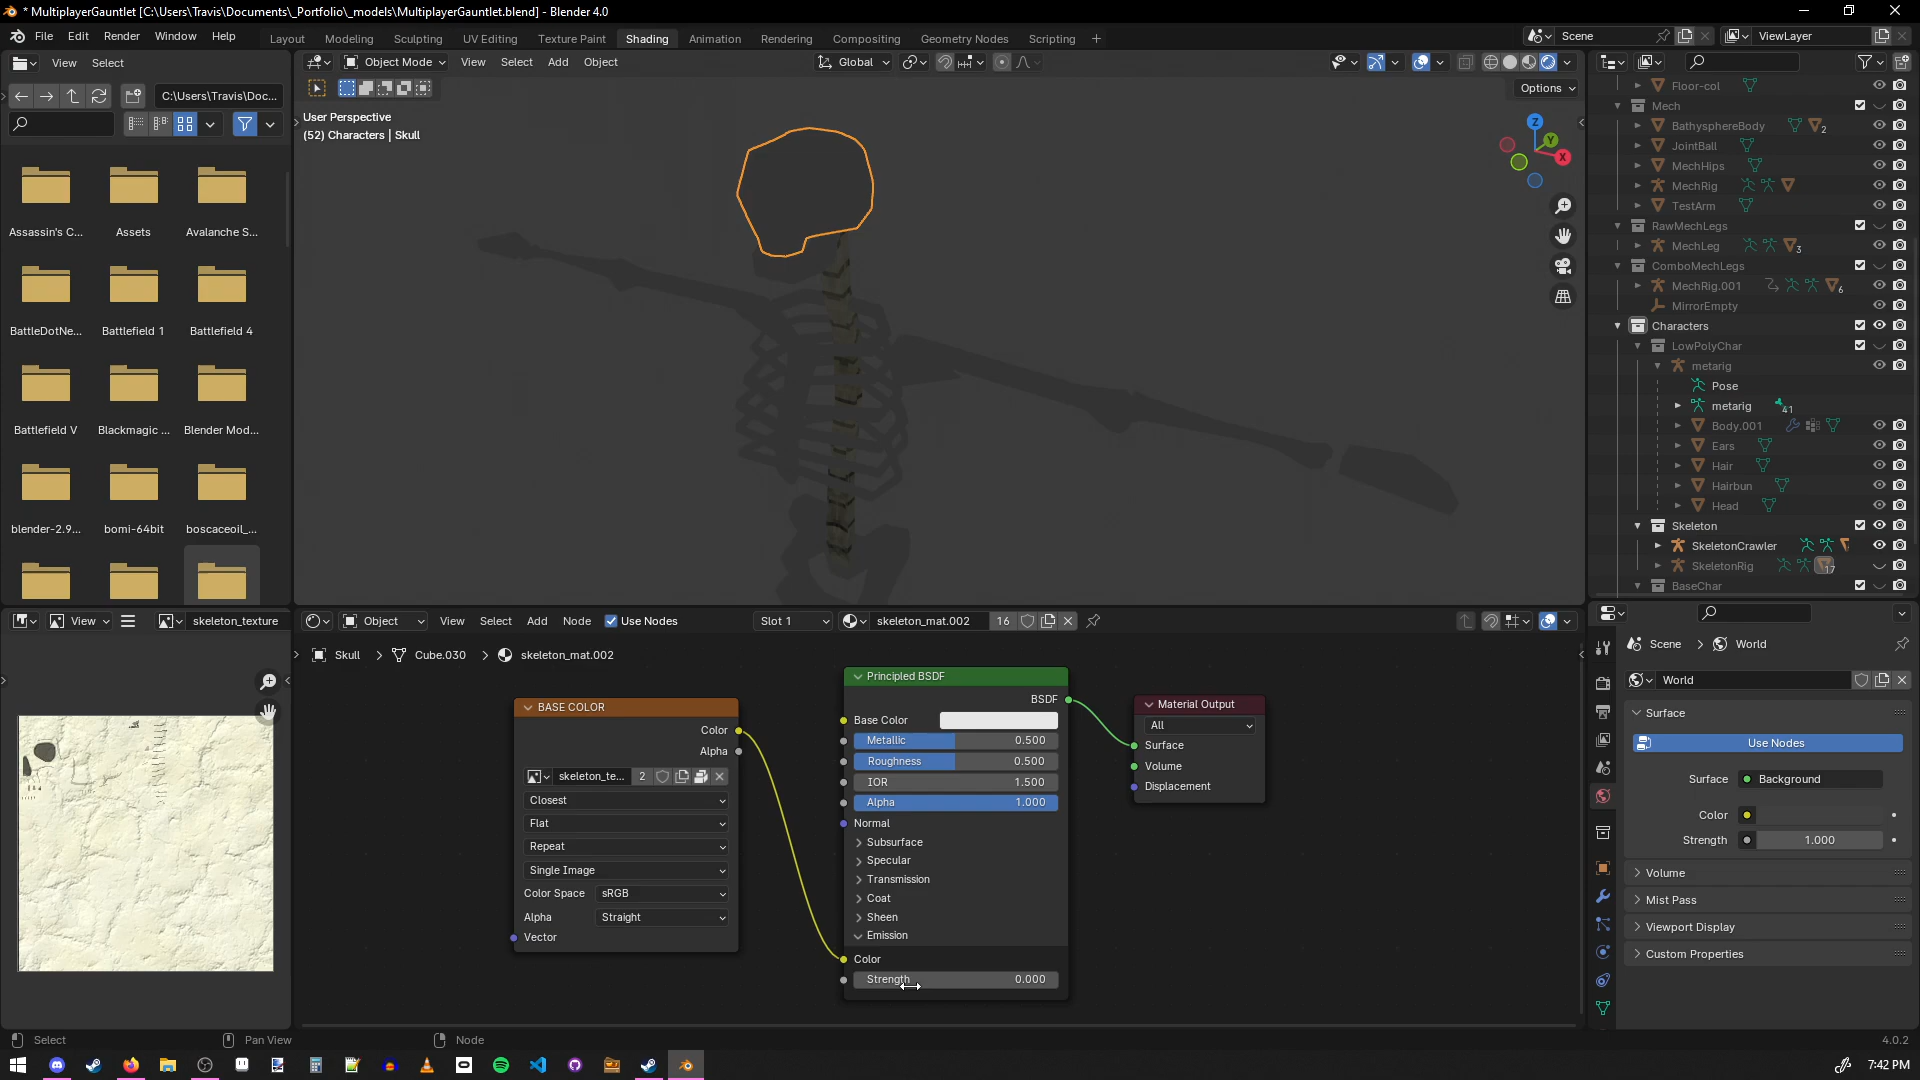 * MultiplayerGauntlet [C:\Users\Travis\Documents\_Portfolio\_models\MultiplayerGauntlet.blend] - Blender 4.0
File Edit Render Window Help
Layout Modeling Sculpting UV Editing Texture Paint Shading Animation Rendering Compositing Geometry Nodes Scripting +
Scene
ViewLayer
View Select
C:\Users\Travis\Doc...
Assassin's C... Assets Avalanche S...
BattleDotNe... Battlefield 1 Battlefield 4
Battlefield V Blackmagic ... Blender Mod...
blender-2.9... bomi-64bit boscaceoil_...
Object Mode View Select Add Object
Global
Options
User Perspective
(52) Characters | Skull
Z
Y
X
Floor-col
Mech
BathysphereBody 2
JointBall
MechHips
MechRig
TestArm
RawMechLegs
MechLeg 3
ComboMechLegs
MechRig.001 6
MirrorEmpty
Characters
LowPolyChar
metarig
Pose
metarig 41
Body.001
Ears
Hair
Hairbun
Head
Skeleton
SkeletonCrawler
SkeletonRig 17
BaseChar
View
skeleton_texture
Object View Select Add Node Use Nodes
Slot 1
skeleton_mat.002 16
Skull > Cube.030 > skeleton_mat.002
BASE COLOR
Color
Alpha
skeleton_te... 2
Closest
Flat
Repeat
Single Image
Color Space sRGB
Alpha Straight
Vector
Principled BSDF
BSDF
Base Color
Metallic 0.500
Roughness 0.500
IOR 1.500
Alpha 1.000
Normal
Subsurface
Specular
Transmission
Coat
Sheen
Emission
Color
Strength 0.000
Material Output
All
Surface
Volume
Displacement
Scene > World
World
Surface
Use Nodes
Surface Background
Color
Strength 1.000
Volume
Mist Pass
Viewport Display
Custom Properties
Select Pan View Node
4.0.2
7:42 PM